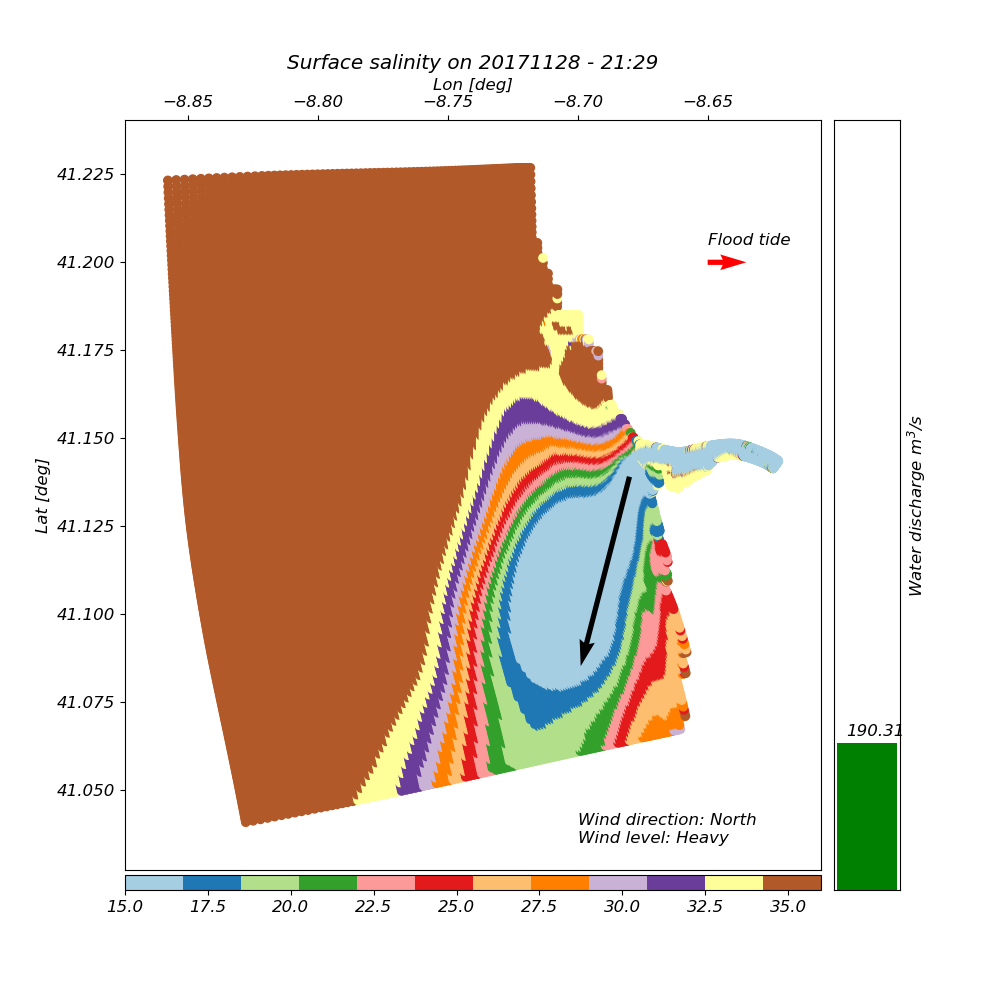 Surface salinity on 20171128 - 21:29
Lon [deg]
−8.85 −8.80 −8.75 −8.70 −8.65
41.225
41.200
41.175
41.150
41.125
41.100
41.075
41.050
Lat [deg]
Flood tide
Wind direction: North
Wind level: Heavy
190.31
Water discharge m³/s
15.0 17.5 20.0 22.5 25.0 27.5 30.0 32.5 35.0